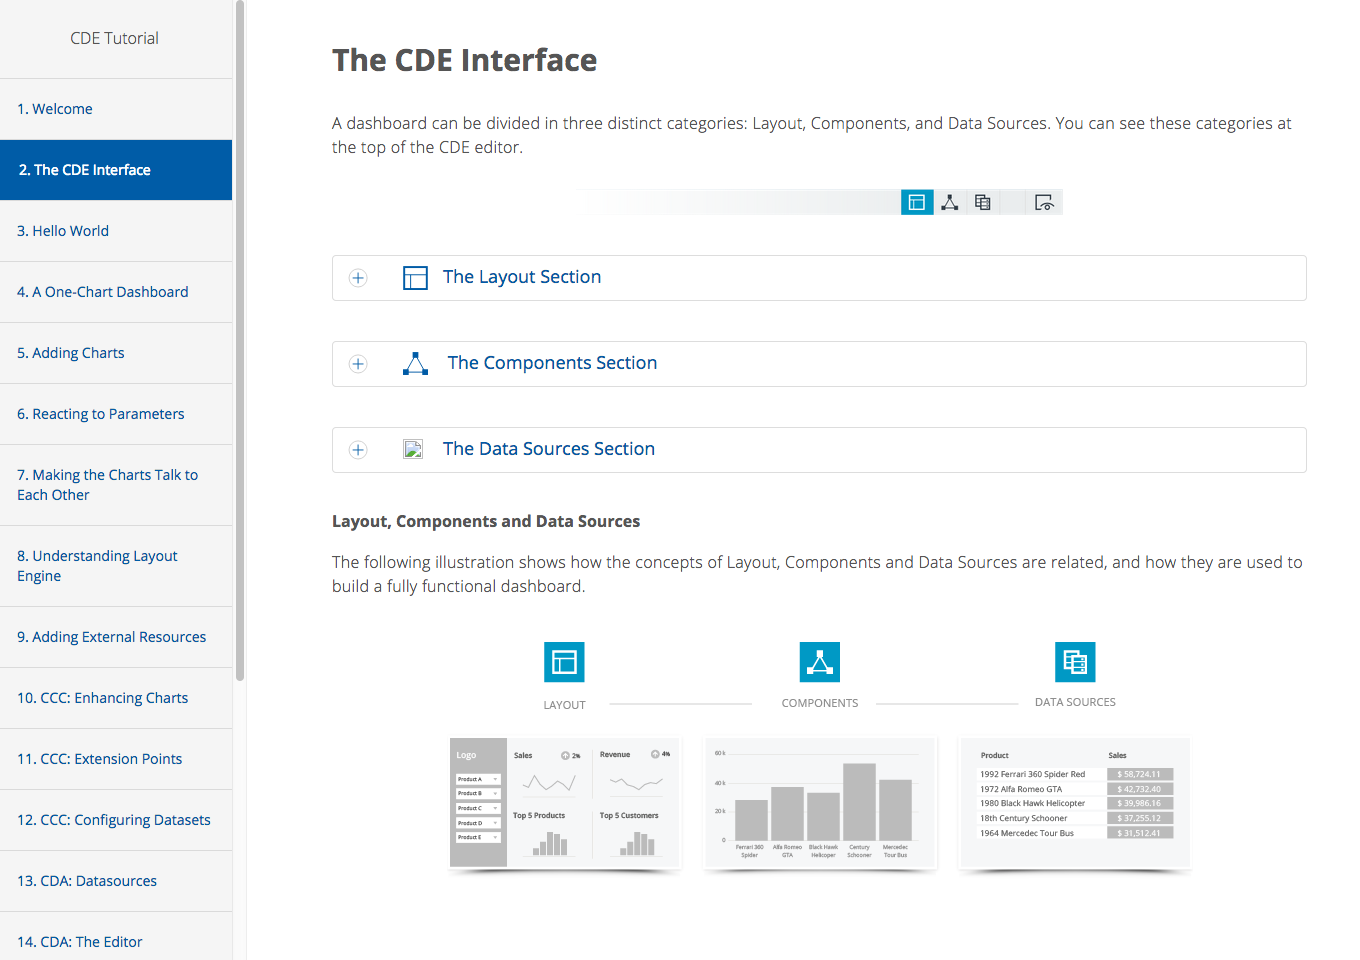 CDE Tutorial
1. Welcome
2. The CDE Interface
3. Hello World
4. A One-Chart Dashboard
5. Adding Charts
6. Reacting to Parameters
7. Making the Charts Talk to
Each Other
8. Understanding Layout
Engine
9. Adding External Resources
10. CCC: Enhancing Charts
11. CCC: Extension Points
12. CCC: Configuring Datasets
13. CDA: Datasources
14. CDA: The Editor
The CDE Interface
A dashboard can be divided in three distinct categories: Layout, Components, and Data Sources. You can see these categories at
the top of the CDE editor.
The Layout Section
The Components Section
The Data Sources Section
Layout, Components and Data Sources
The following illustration shows how the concepts of Layout, Components and Data Sources are related, and how they are used to
build a fully functional dashboard.
LAYOUT
COMPONENTS
DATA SOURCES
Logo
Product A
Product B
Product C
Product D
Product E
Sales 2%
Revenue 4%
Top 5 Products
Top 5 Customers
60 k
40 k
20 k
0
Ferrari 360
Spider
Alfa Romeo
GTA
Black Hawk
Helicoper
Century
Schooner
Mercedec
Tour Bus
Product Sales
1992 Ferrari 360 Spider Red $ 58,724.11
1972 Alfa Romeo GTA $ 42,732.40
1980 Black Hawk Helicopter $ 39,986.16
18th Century Schooner $ 37,255.12
1964 Mercedec Tour Bus $ 31,512.41